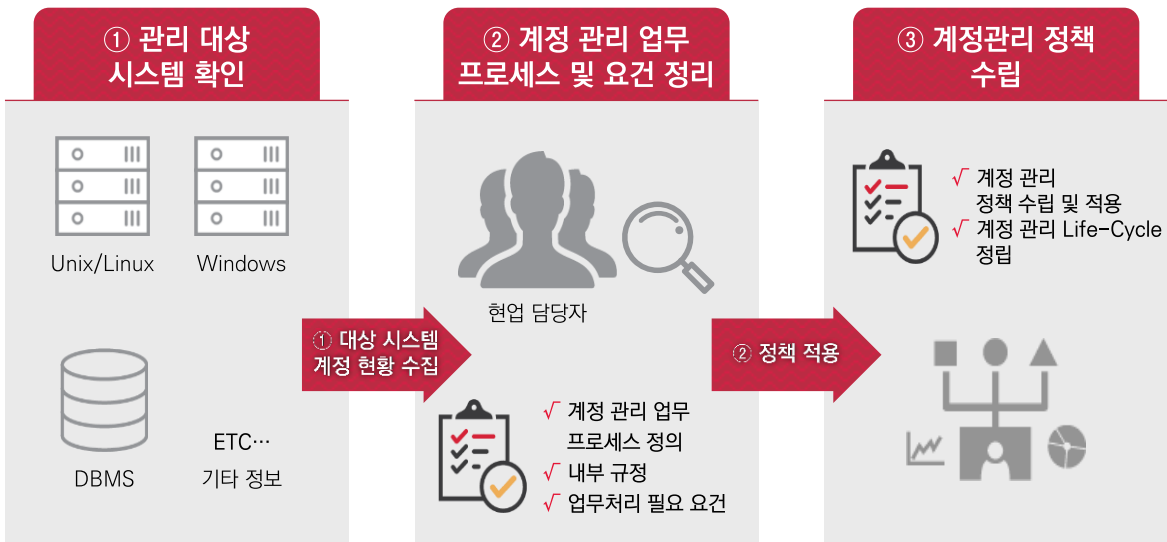 ① 관리 대상
시스템 확인
Unix/Linux
Windows
DBMS
ETC…
기타 정보
① 대상 시스템
계정 현황 수집
② 계정 관리 업무
프로세스 및 요건 정리
현업 담당자
√ 계정 관리 업무
프로세스 정의
√ 내부 규정
√ 업무처리 필요 요건
② 정책 적용
③ 계정관리 정책
수립
√ 계정 관리
정책 수립 및 적용
√ 계정 관리 Life-Cycle
정립